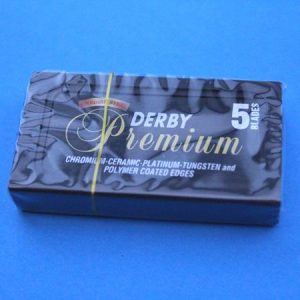 DERBY
Premium
5
BLADES
CHROMIUM-CERAMIC-PLATINUM-TUNGSTEN and
POLYMER COATED EDGES